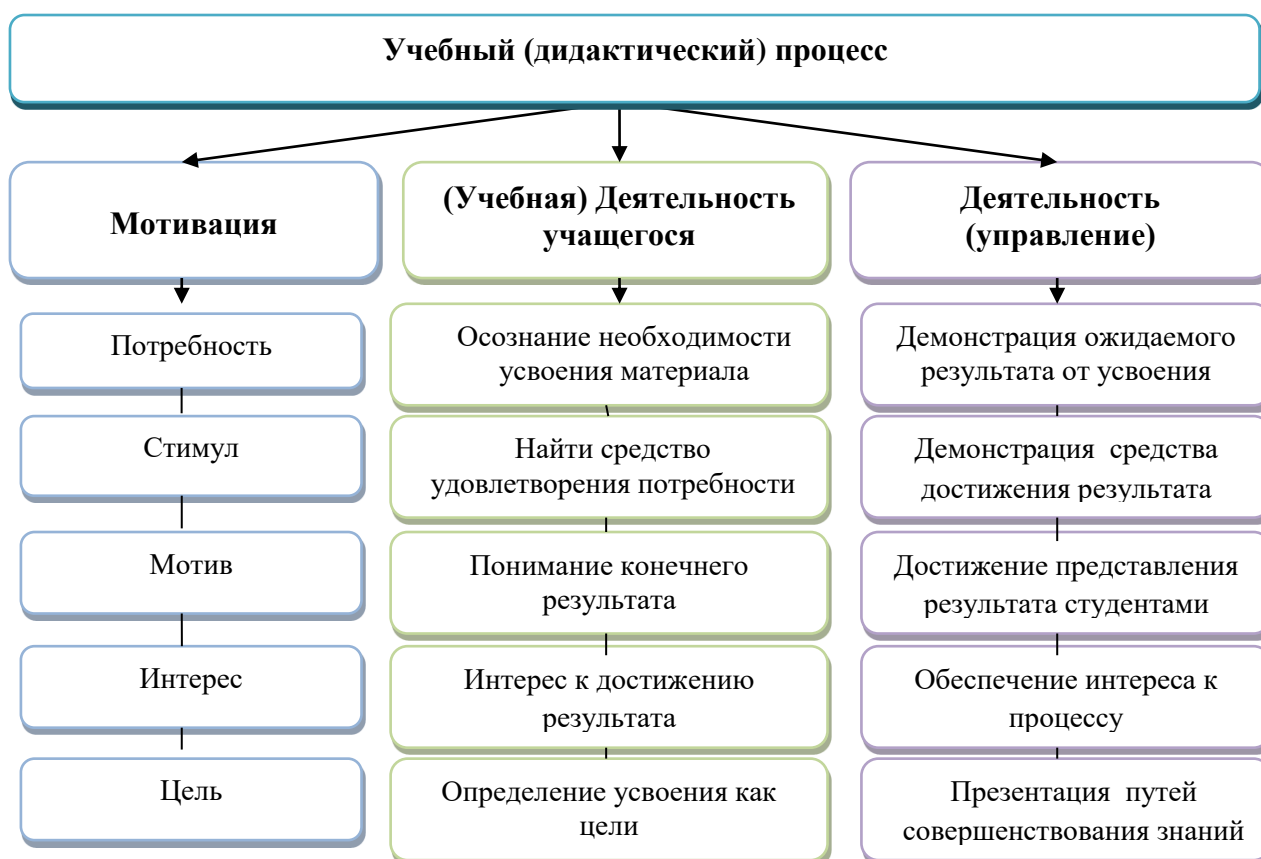 Учебный (дидактический) процесс
Мотивация
(Учебная) Деятельность
учащегося
Деятельность
(управление)
Потребность
Осознание необходимости
усвоения материала
Демонстрация ожидаемого
результата от усвоения
Стимул
Найти средство
удовлетворения потребности
Демонстрация средства
достижения результата
Мотив
Понимание конечнего
результата
Достижение представления
результата студентами
Интерес
Интерес к достижению
результата
Обеспечение интереса к
процессу
Цель
Определение усвоения как
цели
Презентация путей
совершенствования знаний